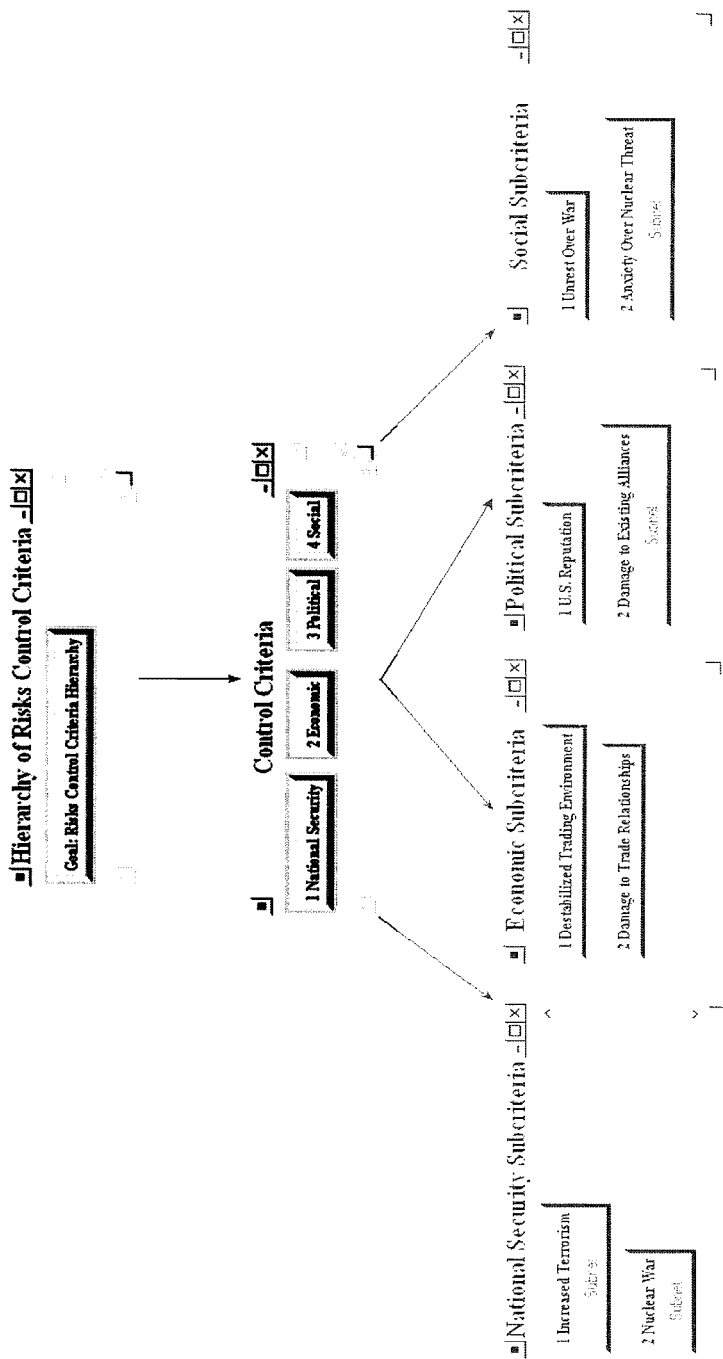 Hierarchy of Risks Control Criteria
Goal: Risks Control Criteria Hierarchy
Control Criteria
1 National Security
2 Economic
3 Political
4 Social
National Security Subcriteria
1 Increased Terrorism
Subnet
2 Nuclear War
Subnet
Economic Subcriteria
1 Destabilized Trading Environment
2 Damage to Trade Relationships
Political Subcriteria
1 U.S. Reputation
2 Damage to Existing Alliances
Subnet
Social Subcriteria
1 Unrest Over War
2 Anxiety Over Nuclear Threat
Subnet